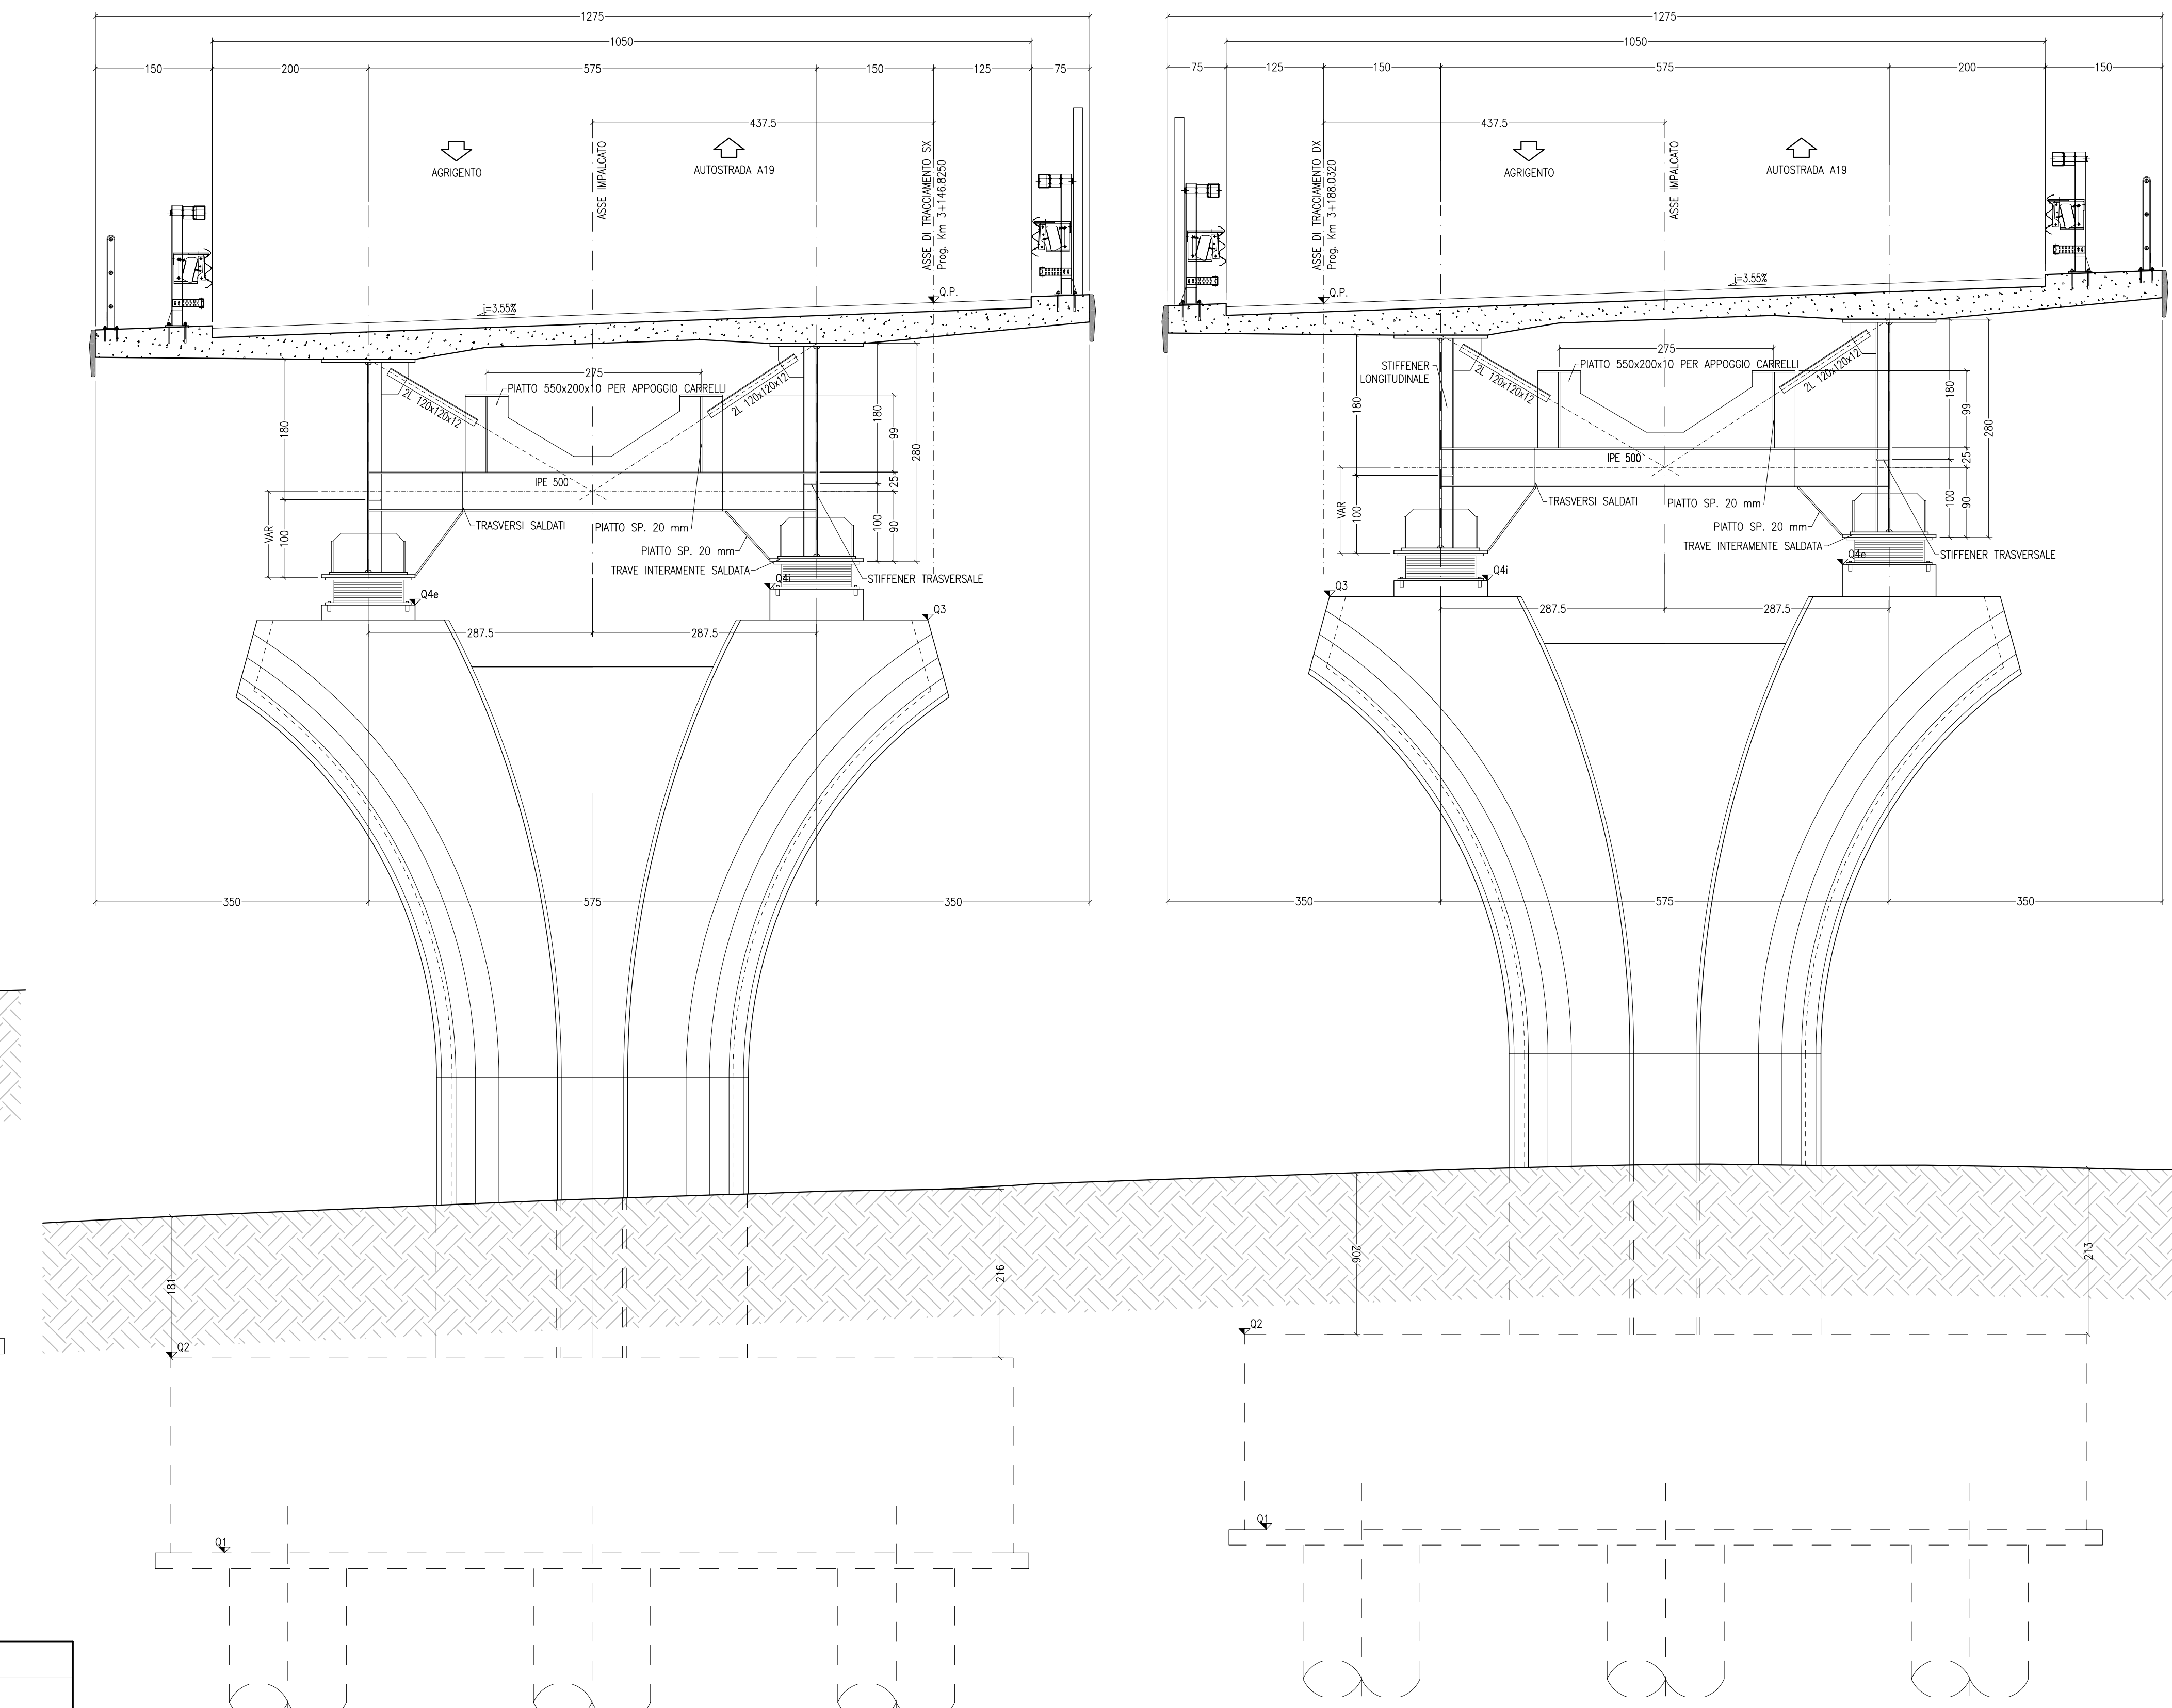 1275
1050
150
200
575
150
125
75
437.5
AGRIGENTO
ASSE IMPALCATO
AUTOSTRADA A19
ASSE DI TRACCIAMENTO SX
Prog. Km 3+146.8250
Q.P.
i=3.55%
275
PIATTO 550x200x10 PER APPOGGIO CARRELLI
2L 120x120x12
2L 120x120x12
180
180
99
280
IPE 500
25
TRASVERSI SALDATI
PIATTO SP. 20 mm
VAR
100
100
90
PIATTO SP. 20 mm
TRAVE INTERAMENTE SALDATA
STIFFENER TRASVERSALE
Q4i
Q4e
Q3
287.5
287.5
350
575
350
181
216
Q2
Q1
1275
1050
75
125
150
575
200
150
437.5
ASSE DI TRACCIAMENTO DX
Prog. Km 3+188.0320
AGRIGENTO
ASSE IMPALCATO
AUTOSTRADA A19
Q.P.
i=3.55%
275
STIFFENER
LONGITUDINALE
PIATTO 550x200x10 PER APPOGGIO CARRELLI
2L 120x120x12
2L 120x120x12
180
180
99
280
IPE 500
25
TRASVERSI SALDATI
PIATTO SP. 20 mm
VAR
100
100
90
PIATTO SP. 20 mm
TRAVE INTERAMENTE SALDATA
STIFFENER TRASVERSALE
Q4e
Q4i
Q3
287.5
287.5
350
575
350
206
213
Q2
Q1